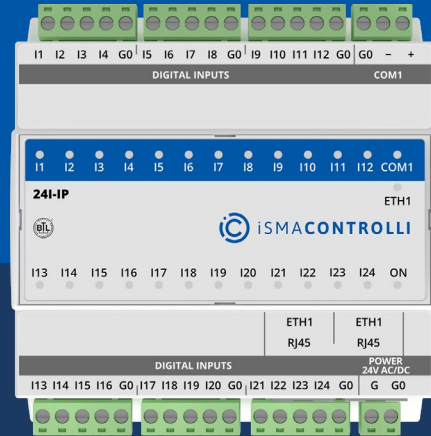 I1 I2 I3 I4 G0 I5 I6 I7 I8 G0 I9 I10 I11 I12 G0 G0 - +
DIGITAL INPUTS COM1
I1 I2 I3 I4 I5 I6 I7 I8 I9 I10 I11 I12 COM1
24I-IP ETH1
BTL iSMACONTROLLI
I13 I14 I15 I16 I17 I18 I19 I20 I21 I22 I23 I24 ON
ETH1 ETH1
RJ45 RJ45
DIGITAL INPUTS POWER
24V AC/DC
I13 I14 I15 I16 G0 I17 I18 I19 I20 G0 I21 I22 I23 I24 G0 G G0